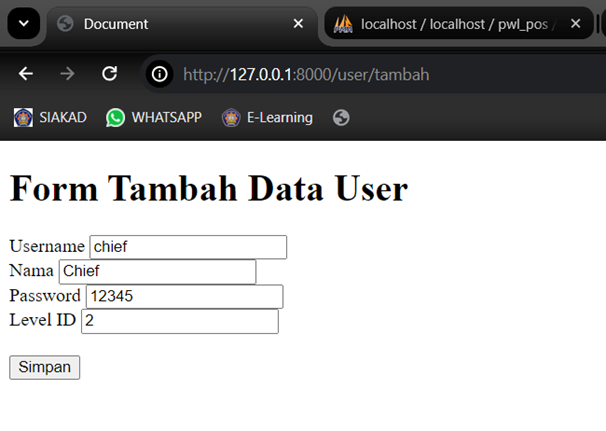 Document
localhost / localhost / pwl_pos
http://127.0.0.1:8000/user/tambah
SIAKAD WHATSAPP E-Learning
Form Tambah Data User
Username chief
Nama Chief
Password 12345
Level ID 2
Simpan